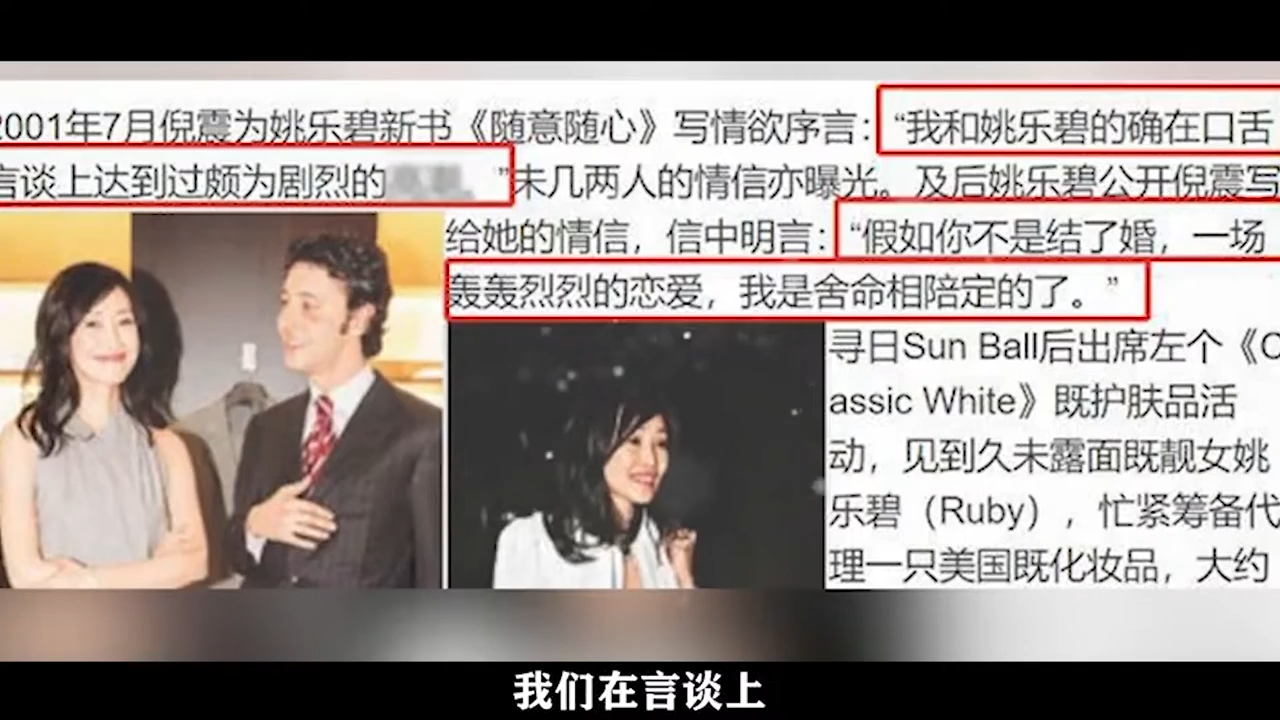 2001年7月倪震为姚乐碧新书《随意随心》写情欲序言：“我和姚乐碧的确在口舌
言谈上达到过颇为剧烈的 ”未几两人的情信亦曝光。及后姚乐碧公开倪震写
给她的情信，信中明言：“假如你不是结了婚，一场
轰轰烈烈的恋爱，我是舍命相陪定的了。”
寻日Sun Ball后出席左个《C
assic White》既护肤品活
动，见到久未露面既靓女姚
乐碧（Ruby），忙紧筹备代
理一只美国既化妆品，大约
我们在言谈上